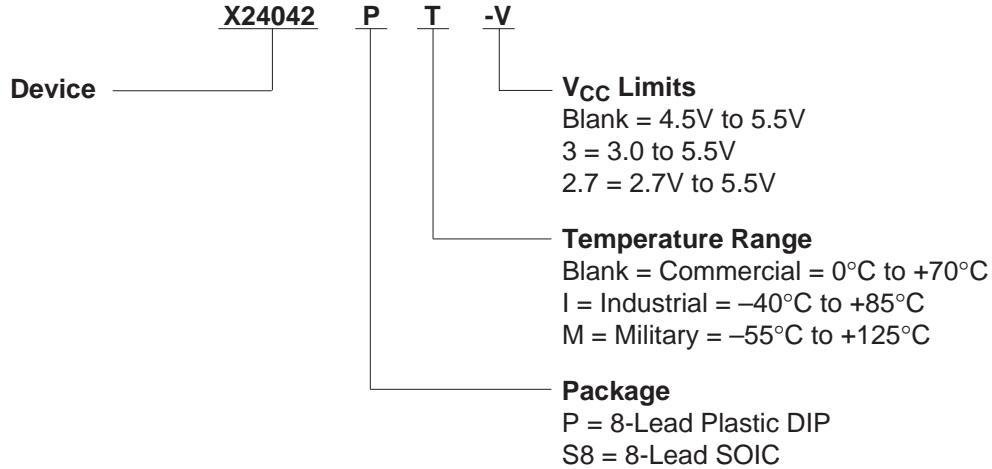 X24042 P T -V
Device
VCC Limits
Blank = 4.5V to 5.5V
3 = 3.0 to 5.5V
2.7 = 2.7V to 5.5V
Temperature Range
Blank = Commercial = 0°C to +70°C
I = Industrial = –40°C to +85°C
M = Military = –55°C to +125°C
Package
P = 8-Lead Plastic DIP
S8 = 8-Lead SOIC